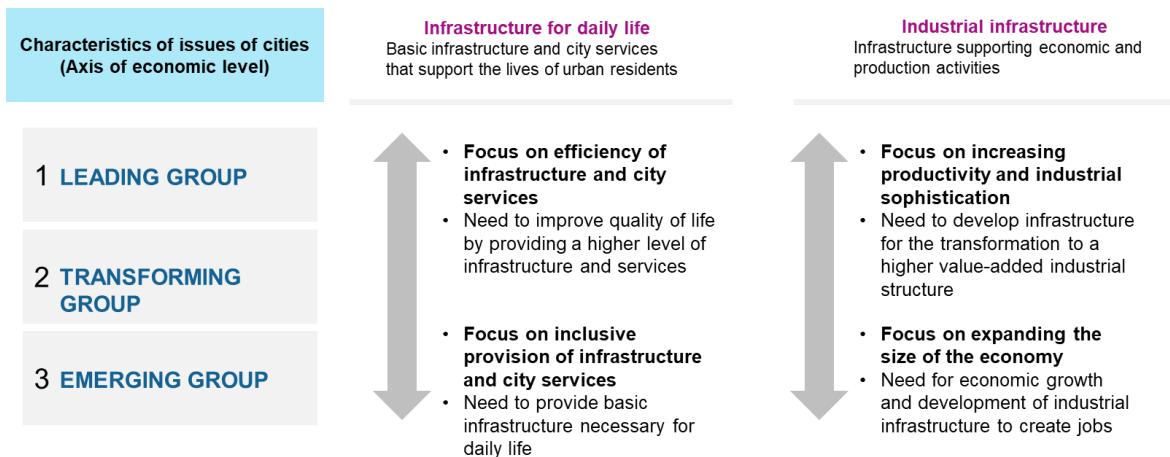 Characteristics of issues of cities
(Axis of economic level)
Infrastructure for daily life
Basic infrastructure and city services
that support the lives of urban residents
Industrial infrastructure
Infrastructure supporting economic and
production activities
1 LEADING GROUP
2 TRANSFORMING
GROUP
3 EMERGING GROUP
• Focus on efficiency of
infrastructure and city
services
• Need to improve quality of life
by providing a higher level of
infrastructure and services
• Focus on inclusive
provision of infrastructure
and city services
• Need to provide basic
infrastructure necessary for
daily life
• Focus on increasing
productivity and industrial
sophistication
• Need to develop infrastructure
for the transformation to a
higher value-added industrial
structure
• Focus on expanding the
size of the economy
• Need for economic growth
and development of industrial
infrastructure to create jobs